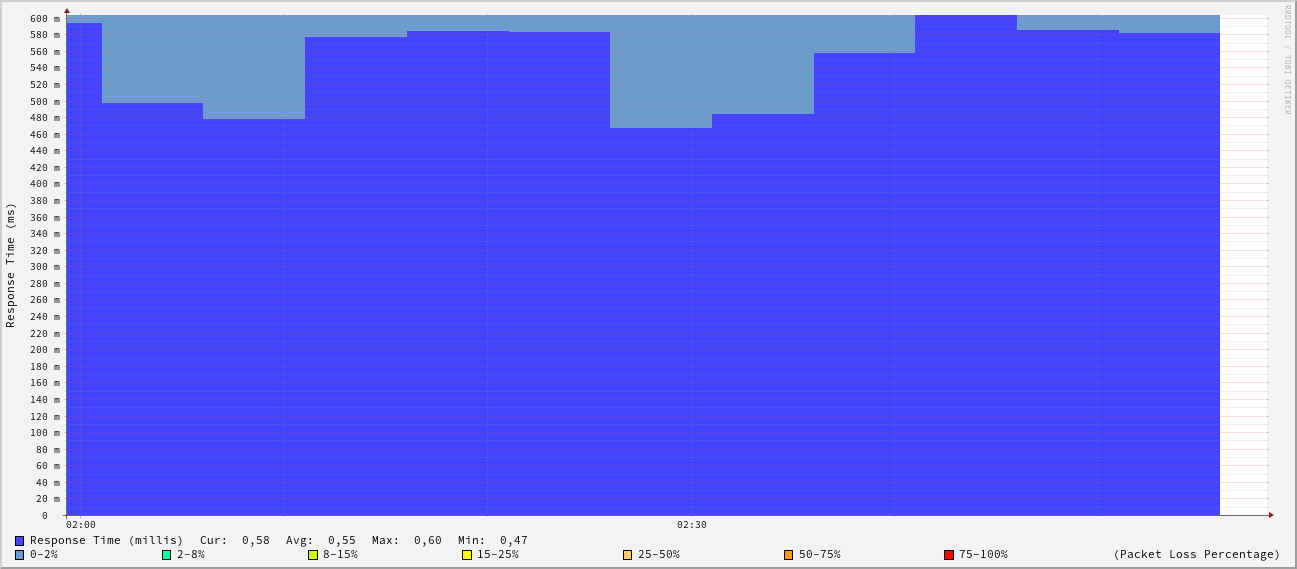 RRDTOOL / TOBI OETIKER
Response Time (ms)
600 m
580 m
560 m
540 m
520 m
500 m
480 m
460 m
440 m
420 m
400 m
380 m
360 m
340 m
320 m
300 m
280 m
260 m
240 m
220 m
200 m
180 m
160 m
140 m
120 m
100 m
80 m
60 m
40 m
20 m
0
02:00 02:30
Response Time (millis) Cur: 0,58 Avg: 0,55 Max: 0,60 Min: 0,47
0-2% 2-8% 8-15% 15-25% 25-50% 50-75% 75-100% (Packet Loss Percentage)